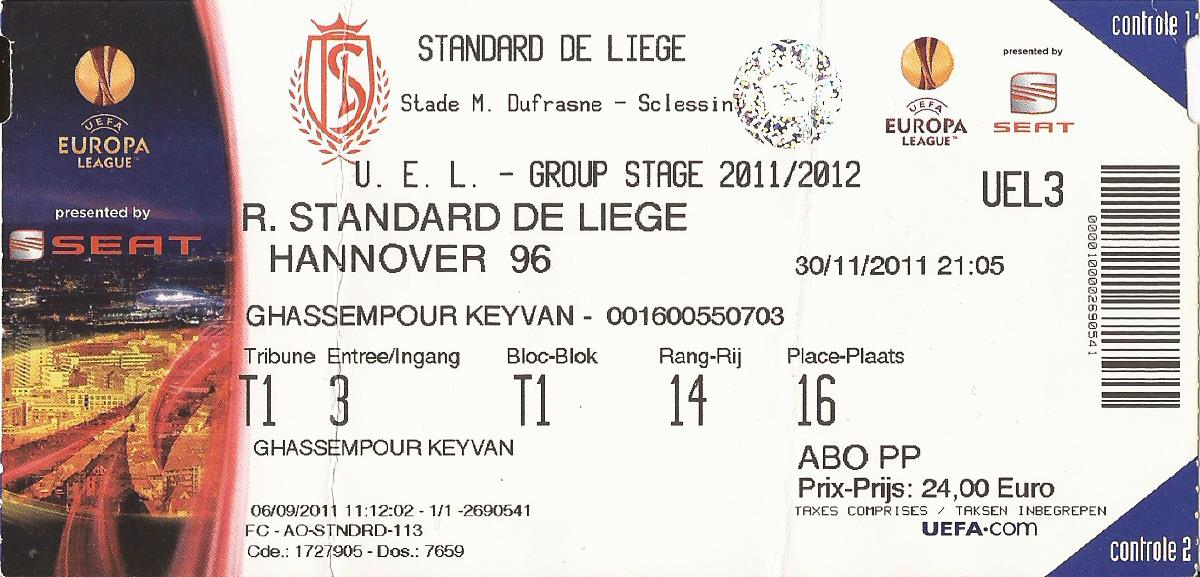 UEFA
EUROPA
LEAGUE™
presented by
SEAT
STANDARD DE LIEGE
Stade M. Dufrasne - Sclessin
U. E. L. - GROUP STAGE 2011/2012
UEFA
EUROPA
LEAGUE™
presented by
SEAT
controle 1
UEL3
R. STANDARD DE LIEGE
HANNOVER 96
30/11/2011 21:05
GHASSEMPOUR KEYVAN - 001600550703
Tribune Entree/Ingang Bloc-Blok Rang-Rij Place-Plaats
T1 3 T1 14 16
GHASSEMPOUR KEYVAN
ABO PP
Prix-Prijs: 24,00 Euro
TAXES COMPRISES / TAKSEN INBEGREPEN
UEFA.com
06/09/2011 11:12:02 - 1/1 -2690541
FC - AO-STNDRD-113
Cde.: 1727905 - Dos.: 7659
0000100002690541
controle 2